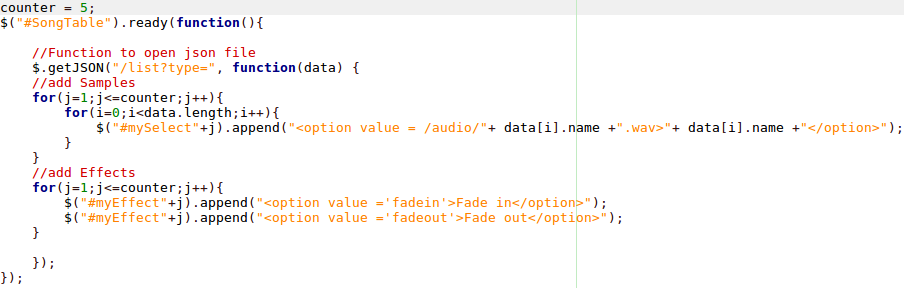 counter = 5;
$("#SongTable").ready(function(){
//Function to open json file
$.getJSON("/list?type=", function(data) {
//add Samples
for(j=1;j<=counter;j++){
for(i=0;i<data.length;i++){
$("#mySelect"+j).append("<option value = /audio/"+ data[i].name +".wav>"+ data[i].name +"</option>");
}
}
//add Effects
for(j=1;j<=counter;j++){
$("#myEffect"+j).append("<option value ='fadein'>Fade in</option>");
$("#myEffect"+j).append("<option value ='fadeout'>Fade out</option>");
}
});
});